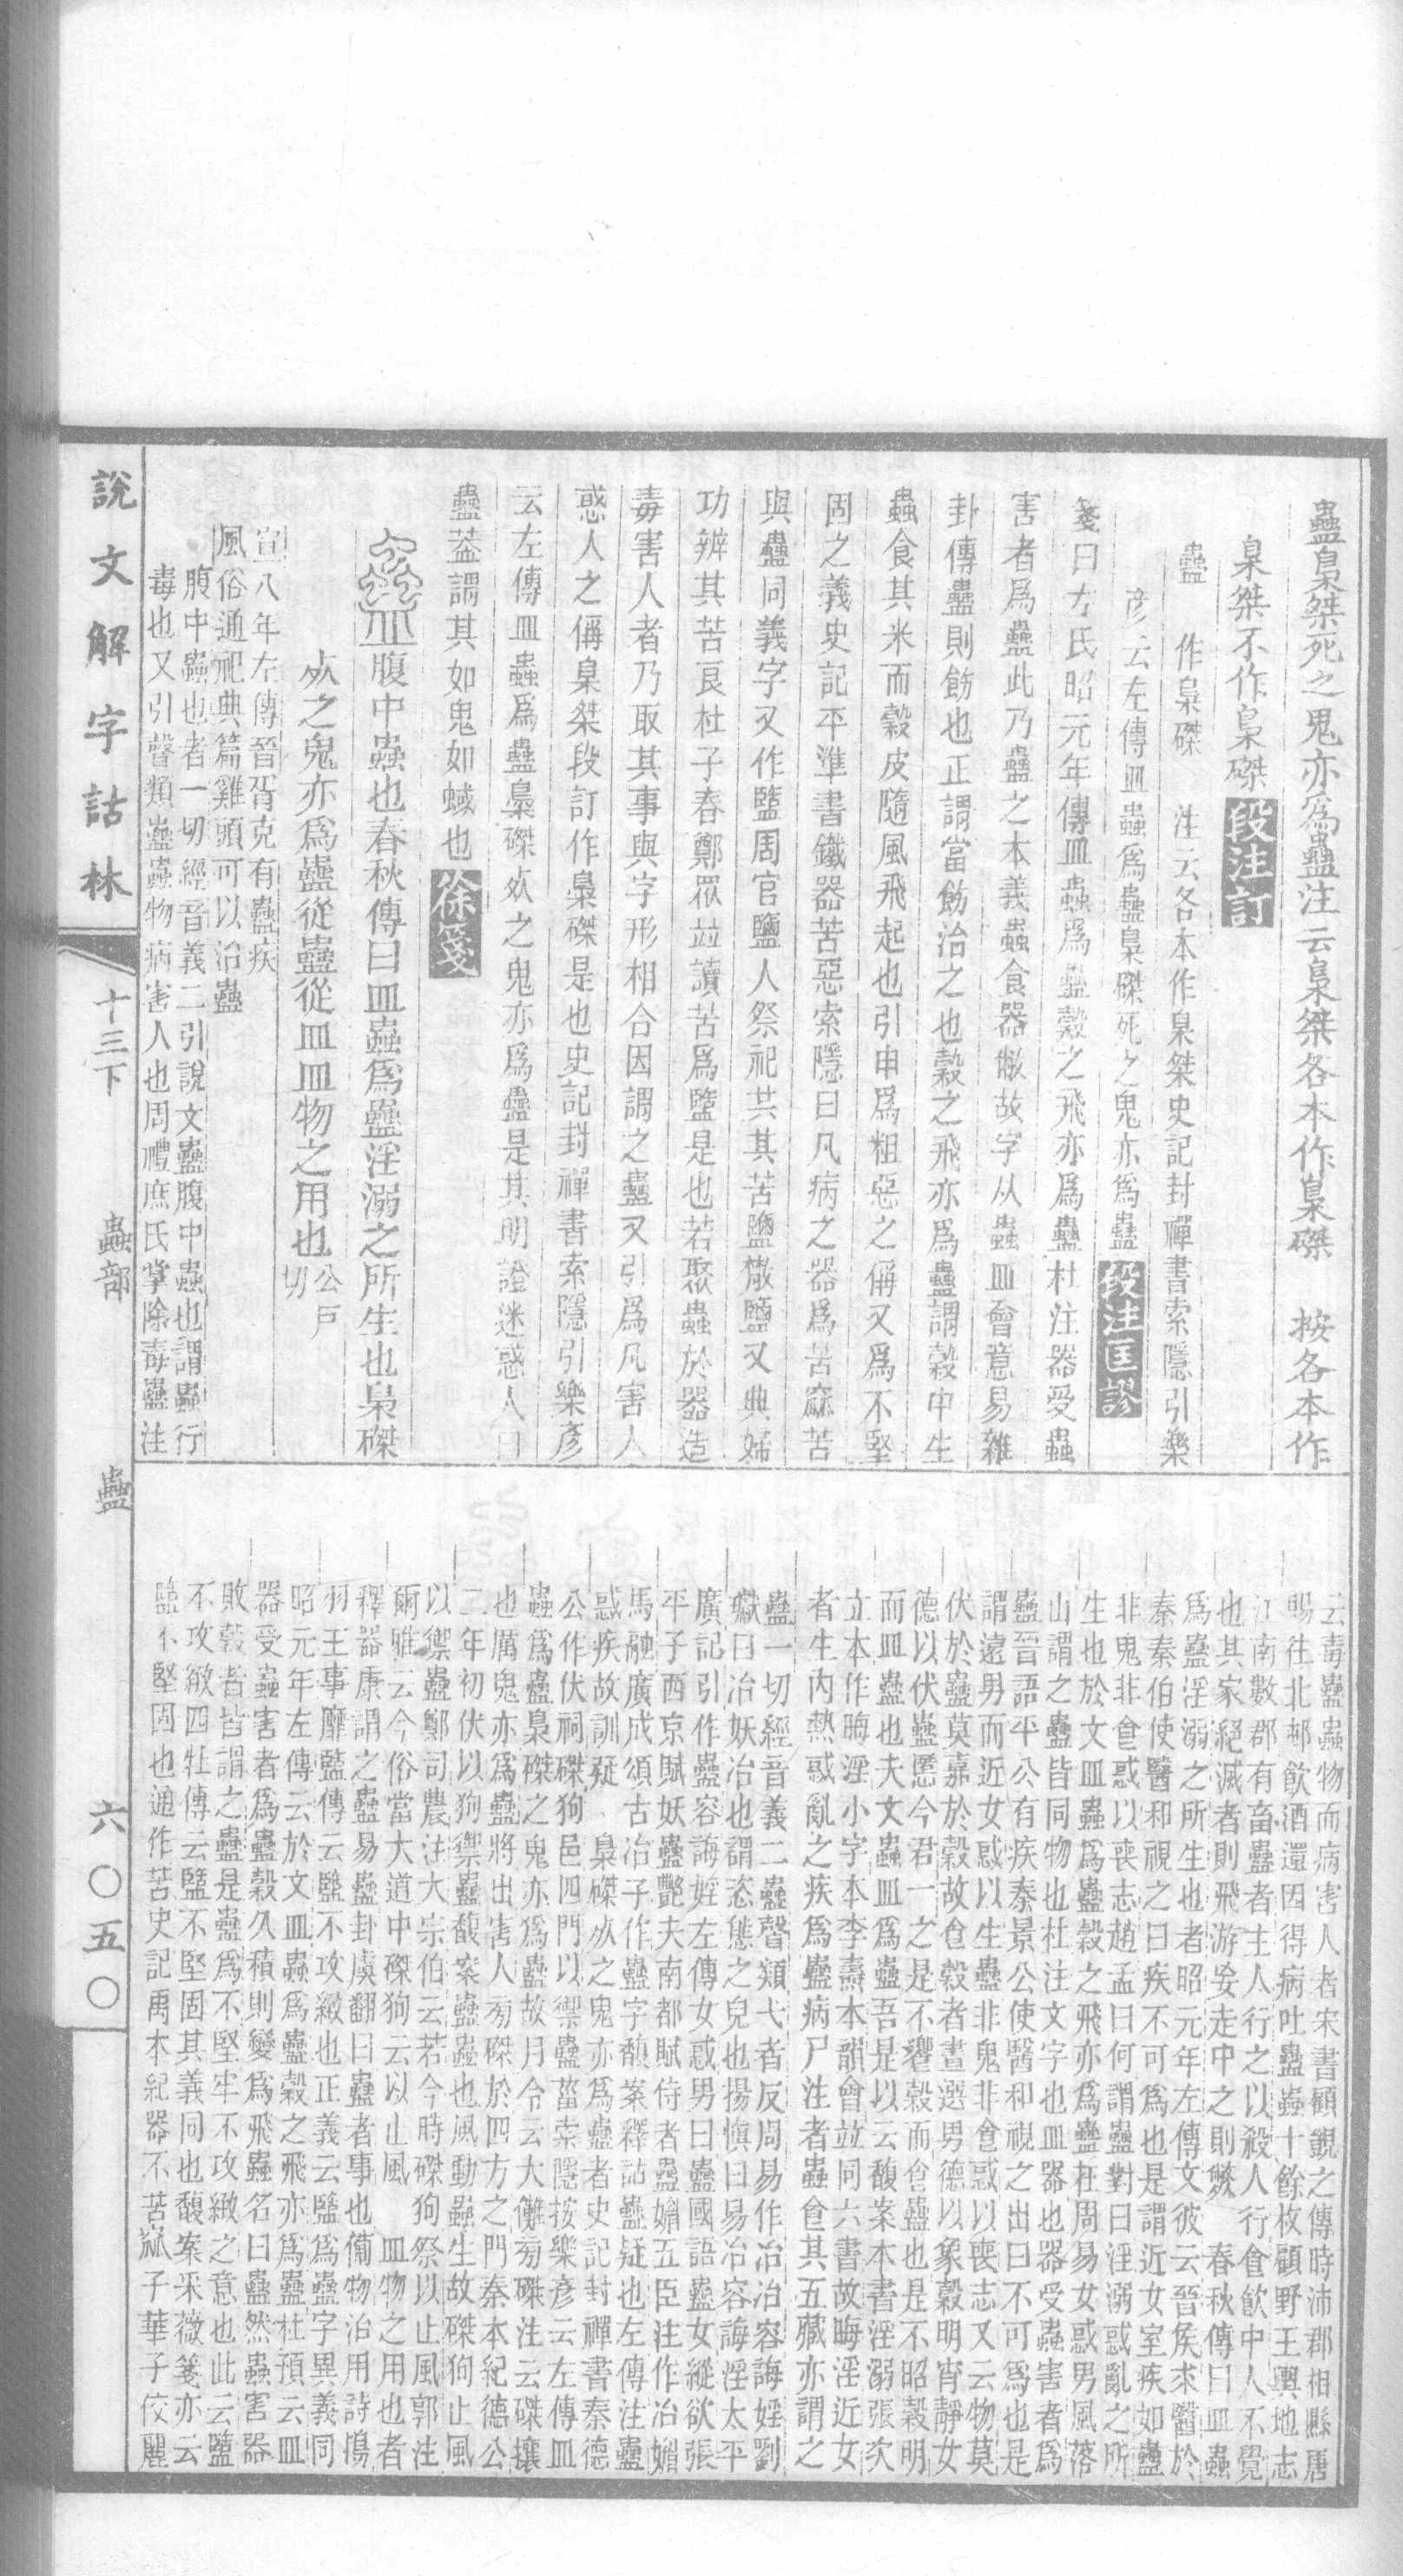 蠱梟桀死之鬼亦爲蠱注云梟桀各本作梟磔　按各本作
梟桀不作梟磔段注訂
蠱　作梟磔　注云各本作梟桀史記封禪書索隱引樂
彥云左傳皿蟲爲蠱梟磔死之鬼亦爲蠱段注匡謬
箋曰左氏昭元年傳皿蟲爲蠱穀之飛亦爲蠱杜注器受蟲
害者爲蠱此乃蠱之本義蟲食器敝故字从蟲皿會意易雜
卦傳蠱則飭也正謂當飭治之也穀之飛亦爲蠱謂穀中生
蟲食其米而穀皮隨風飛起也引申爲粗惡之偁又爲不堅
固之義史記平準書鐵器苦惡索隱曰凡病之器爲苦窳苦
與蠱同義字又作盬周官鹽人祭祀共其苦鹽散鹽又典婦
功辨其苦良杜子春鄭眾竝讀苦爲盬是也若聚蟲於器造
毒害人者乃取其事與字形相合因謂之蠱又引爲凡害人
惑人之偁梟桀段訂作梟磔是也史記封禪書索隱引樂彥
云左傳皿蟲爲蠱梟磔𣦸之鬼亦爲蠱是其明證迷惑人曰
蠱葢謂其如鬼如蜮也徐箋
腹中蟲也春秋傳曰皿蟲爲蠱淫溺之所生也梟磔
𣦸之鬼亦爲蠱從蟲從皿皿物之用也公戶切
宣八年左傳晉胥克有蠱疾
風俗通祀典篇雞頭可以治蠱
腹中蟲也者一切經音義二引說文蠱腹中蟲也謂蟲行
毒也又引聲類蠱蟲物病害人也周禮庶氏掌除毒蠱注
云毒蠱蟲物而病害人者宋書顧覬之傳時沛郡相縣唐
賜往北邨飲酒還因得病吐蠱蟲十餘枚顧野王輿地志
江南數郡有畜蠱者主人行之以殺人行食飲中人不覺
也其家絕滅者則飛游妄走中之則斃　春秋傳曰皿蟲
爲蠱淫溺之所生也者昭元年左傳文彼云晉矦求醫於
秦秦伯使醫和視之曰疾不可爲也是謂近女室疾如蠱
非鬼非食惑以喪志趙孟曰何謂蠱對曰淫溺惑亂之所
生也於文皿蟲爲蠱穀之飛亦爲蠱在周易女惑男風落
山謂之蠱皆同物也杜注文字也皿器也器受蟲害者爲
蠱晉語平公有疾秦景公使醫和視之出曰不可爲也是
謂遠男而近女惑以生蠱非鬼非食惑以喪志又云物莫
伏於蠱莫嘉於穀故食穀者晝選男德以象穀明宵靜女
德以伏蠱慝今君一之是不饗穀而食蠱也是不昭穀明
而皿蠱也夫文蟲皿爲蠱吾是以云馥案本書淫溺張次
立本作晦淫小字本李燾本韻會竝同六書故晦淫近女
者生内熱惑亂之疾爲蠱病尸注者蟲食其五藏亦謂之
蠱一切經音義二蠱聲類弋者反周易作冶冶容誨婬劉
瓛曰冶妖冶也謂恣態之皃也揚愼曰易冶容誨淫太平
廣記引作蠱容誨婬左傳女惑男曰蠱國語蠱女縱欲張
平子西京賦妖蠱豔夫南都賦侍者蠱媚五臣注作冶媚
馬融廣成頌古冶子作蠱字馥案釋詁蠱疑也左傳注蠱
惑疾故訓疑　梟磔𣦸之鬼亦爲蠱者史記封禪書秦德
公作伏祠磔狗邑四門以禦蠱菑索隱按樂彥云左傳皿
蟲爲蠱梟磔之鬼亦爲蠱故月令云大儺旁磔注云磔攘
也厲鬼亦爲蠱將出害人旁磔於四方之門秦本紀德公
二年初伏以狗禦蠱馥案蠱蟲也風動蟲生故磔狗止風
以禦蠱鄭司農注大宗伯云若今時磔狗祭以止風郭注
爾雅云今俗當大道中磔狗云以止風　皿物之用也者
釋器康謂之蠱易蠱卦虞翻曰蠱者事也備物治用詩鴇
羽王事靡盬傳云盬不攻緻也正義云盬爲蠱字異義同
昭元年左傳云於文皿蟲爲蠱穀之飛亦爲蠱杜預云皿
器受蟲害者爲蠱穀久積則變爲飛蟲名曰蠱然蟲害器
敗穀者皆謂之蠱是蠱爲不堅牢不攻緻之意也此云盬
不攻緻四牡傳云盬不堅固其義同也馥案采薇箋亦云
盬不堅固也通作苦史記禹本紀器不苦窳子華子佼麗
說文解字詁林
十三下
蟲部
蠱
六〇五〇